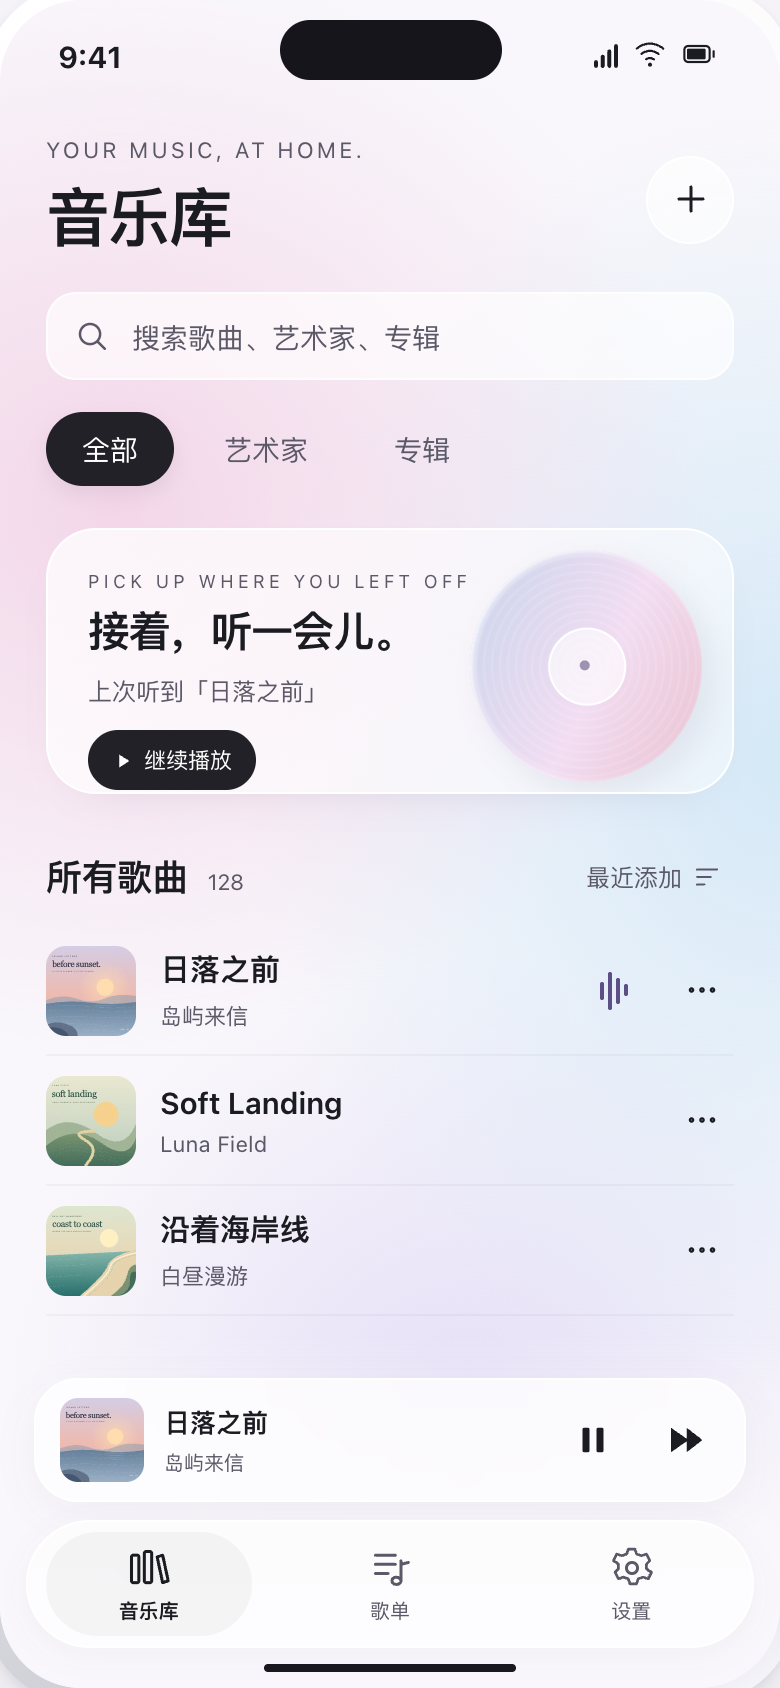 9:41
YOUR MUSIC, AT HOME.
音乐库
搜索歌曲、艺术家、专辑
全部 艺术家 专辑
PICK UP WHERE YOU LEFT OFF
接着，听一会儿。
上次听到「日落之前」
继续播放
所有歌曲 128 最近添加
before sunset.
日落之前
岛屿来信
soft landing
Soft Landing
Luna Field
coast to coast
沿着海岸线
白昼漫游
before sunset.
日落之前
岛屿来信
音乐库 歌单 设置